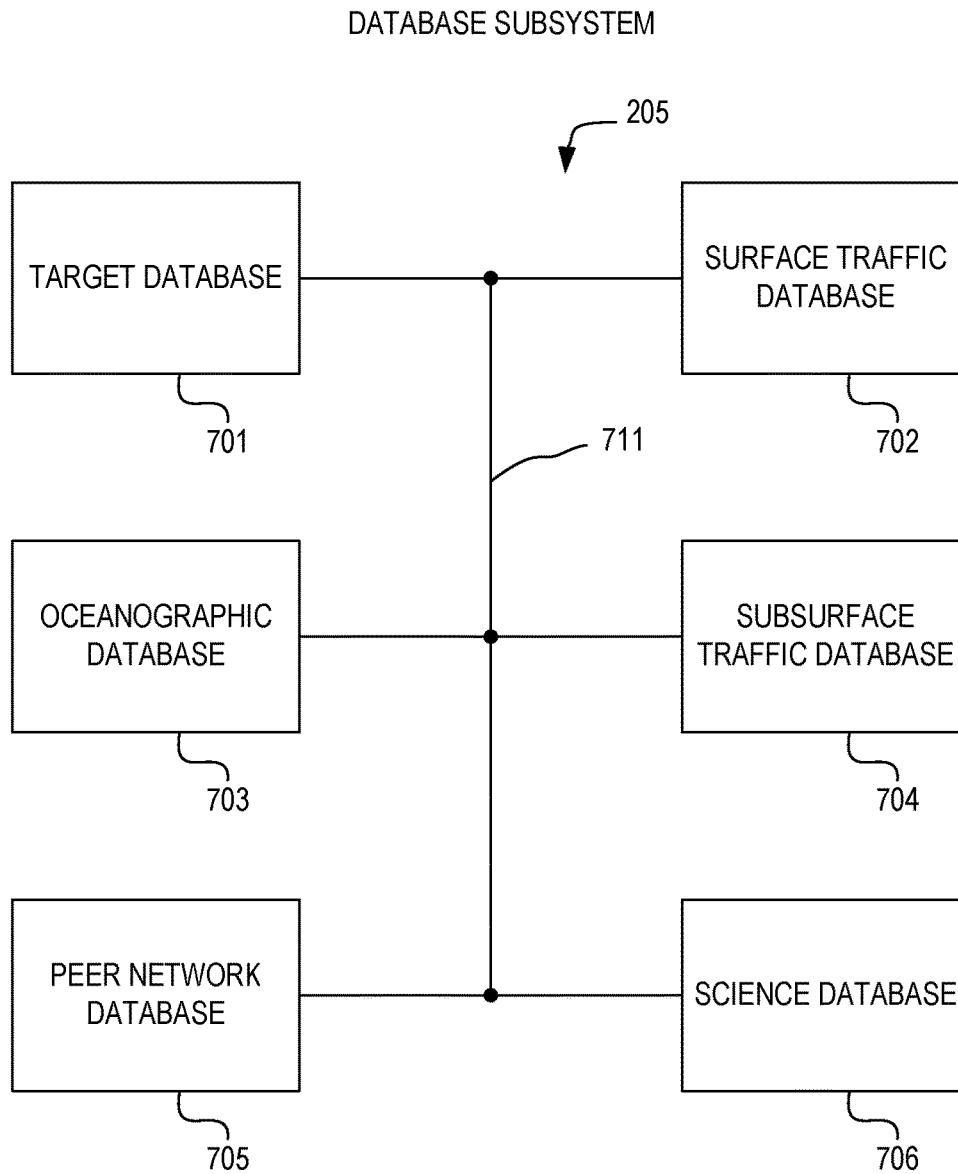 DATABASE SUBSYSTEM
205
TARGET DATABASE
701
SURFACE TRAFFIC
DATABASE
702
711
OCEANOGRAPHIC
DATABASE
703
SUBSURFACE
TRAFFIC DATABASE
704
PEER NETWORK
DATABASE
705
SCIENCE DATABASE
706